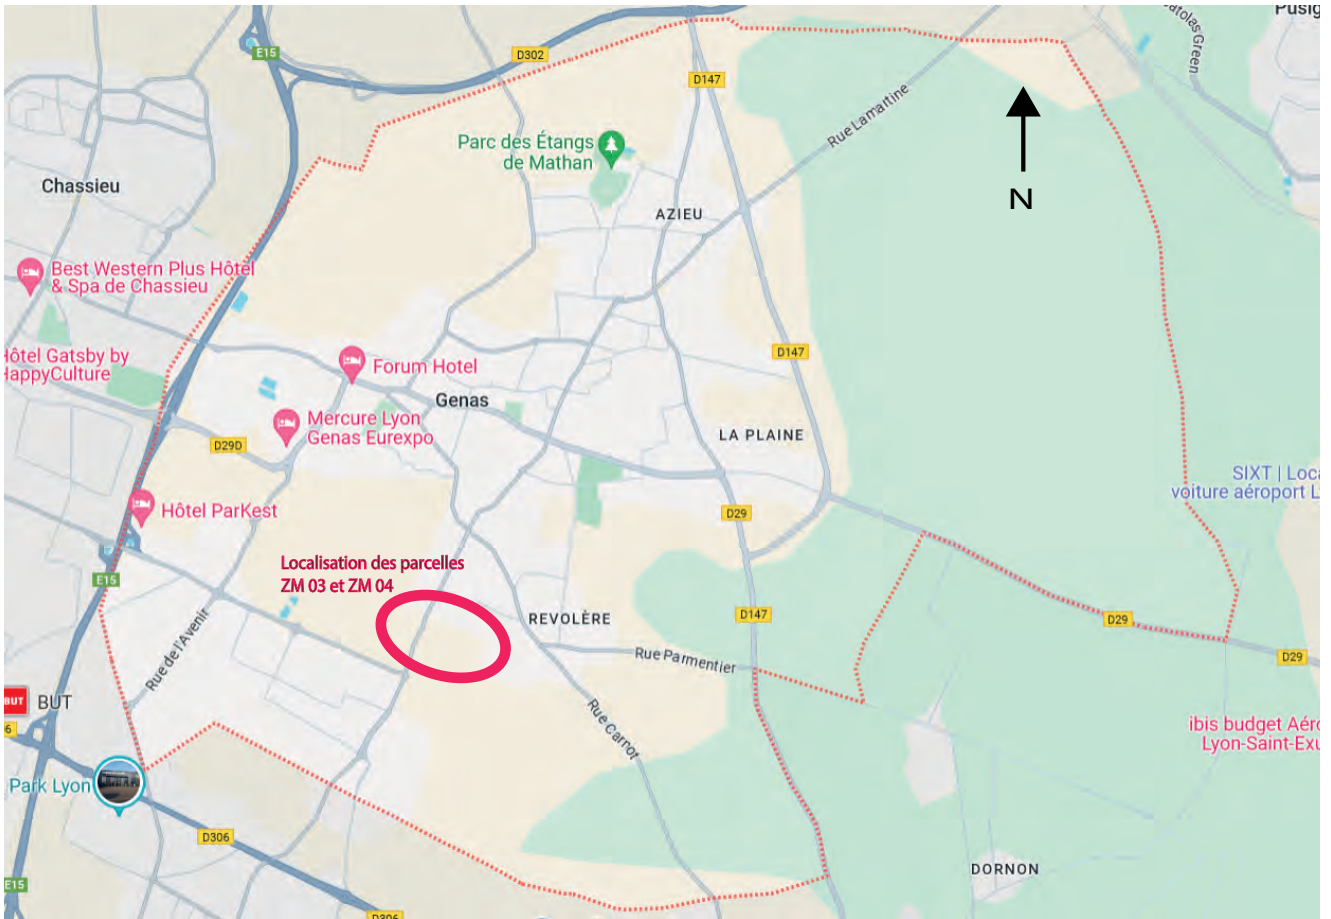 Pusig
E15
D302
D147
Rue Lamartine
Parc des Étangs
de Mathan
N
Chassieu
AZIEU
Best Western Plus Hôtel
& Spa de Chassieu
Hôtel Gatsby by
HappyCulture
D147
Forum Hotel
Genas
Mercure Lyon
Genas Eurexpo
D29D
LA PLAINE
SIXT | Loca
voiture aéroport L
Hôtel ParKest
D29
Localisation des parcelles
ZM 03 et ZM 04
E15
REVOLÈRE
D147
D29
Rue de l'Avenir
Rue Parmentier
D29
BUT
BUT
6
Rue Carnot
ibis budget Aéro
Lyon-Saint-Exu
Park Lyon
D306
DORNON
E15
D306